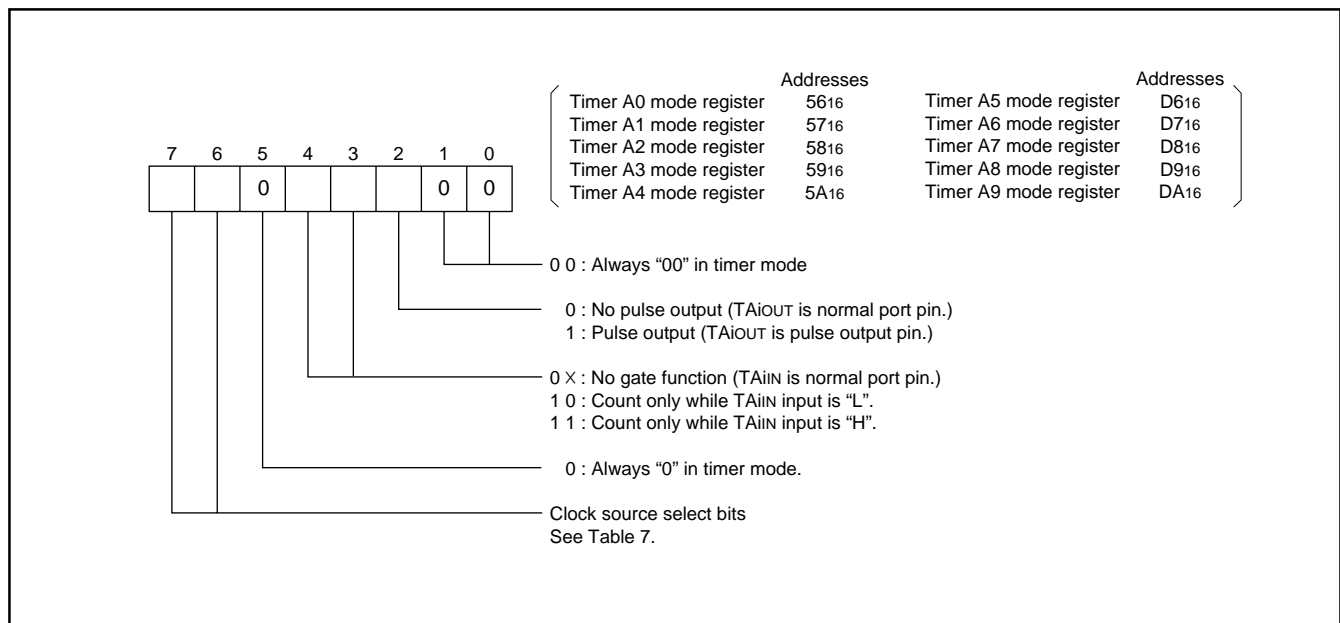 Addresses Addresses
Timer A0 mode register 5616 Timer A5 mode register D616
Timer A1 mode register 5716 Timer A6 mode register D716
Timer A2 mode register 5816 Timer A7 mode register D816
Timer A3 mode register 5916 Timer A8 mode register D916
Timer A4 mode register 5A16 Timer A9 mode register DA16
7 6 5 4 3 2 1 0
0 0 0
0 0 : Always “00” in timer mode
0 : No pulse output (TAiOUT is normal port pin.)
1 : Pulse output (TAiOUT is pulse output pin.)
0 × : No gate function (TAiIN is normal port pin.)
1 0 : Count only while TAiIN input is “L”.
1 1 : Count only while TAiIN input is “H”.
0 : Always “0” in timer mode.
Clock source select bits
See Table 7.